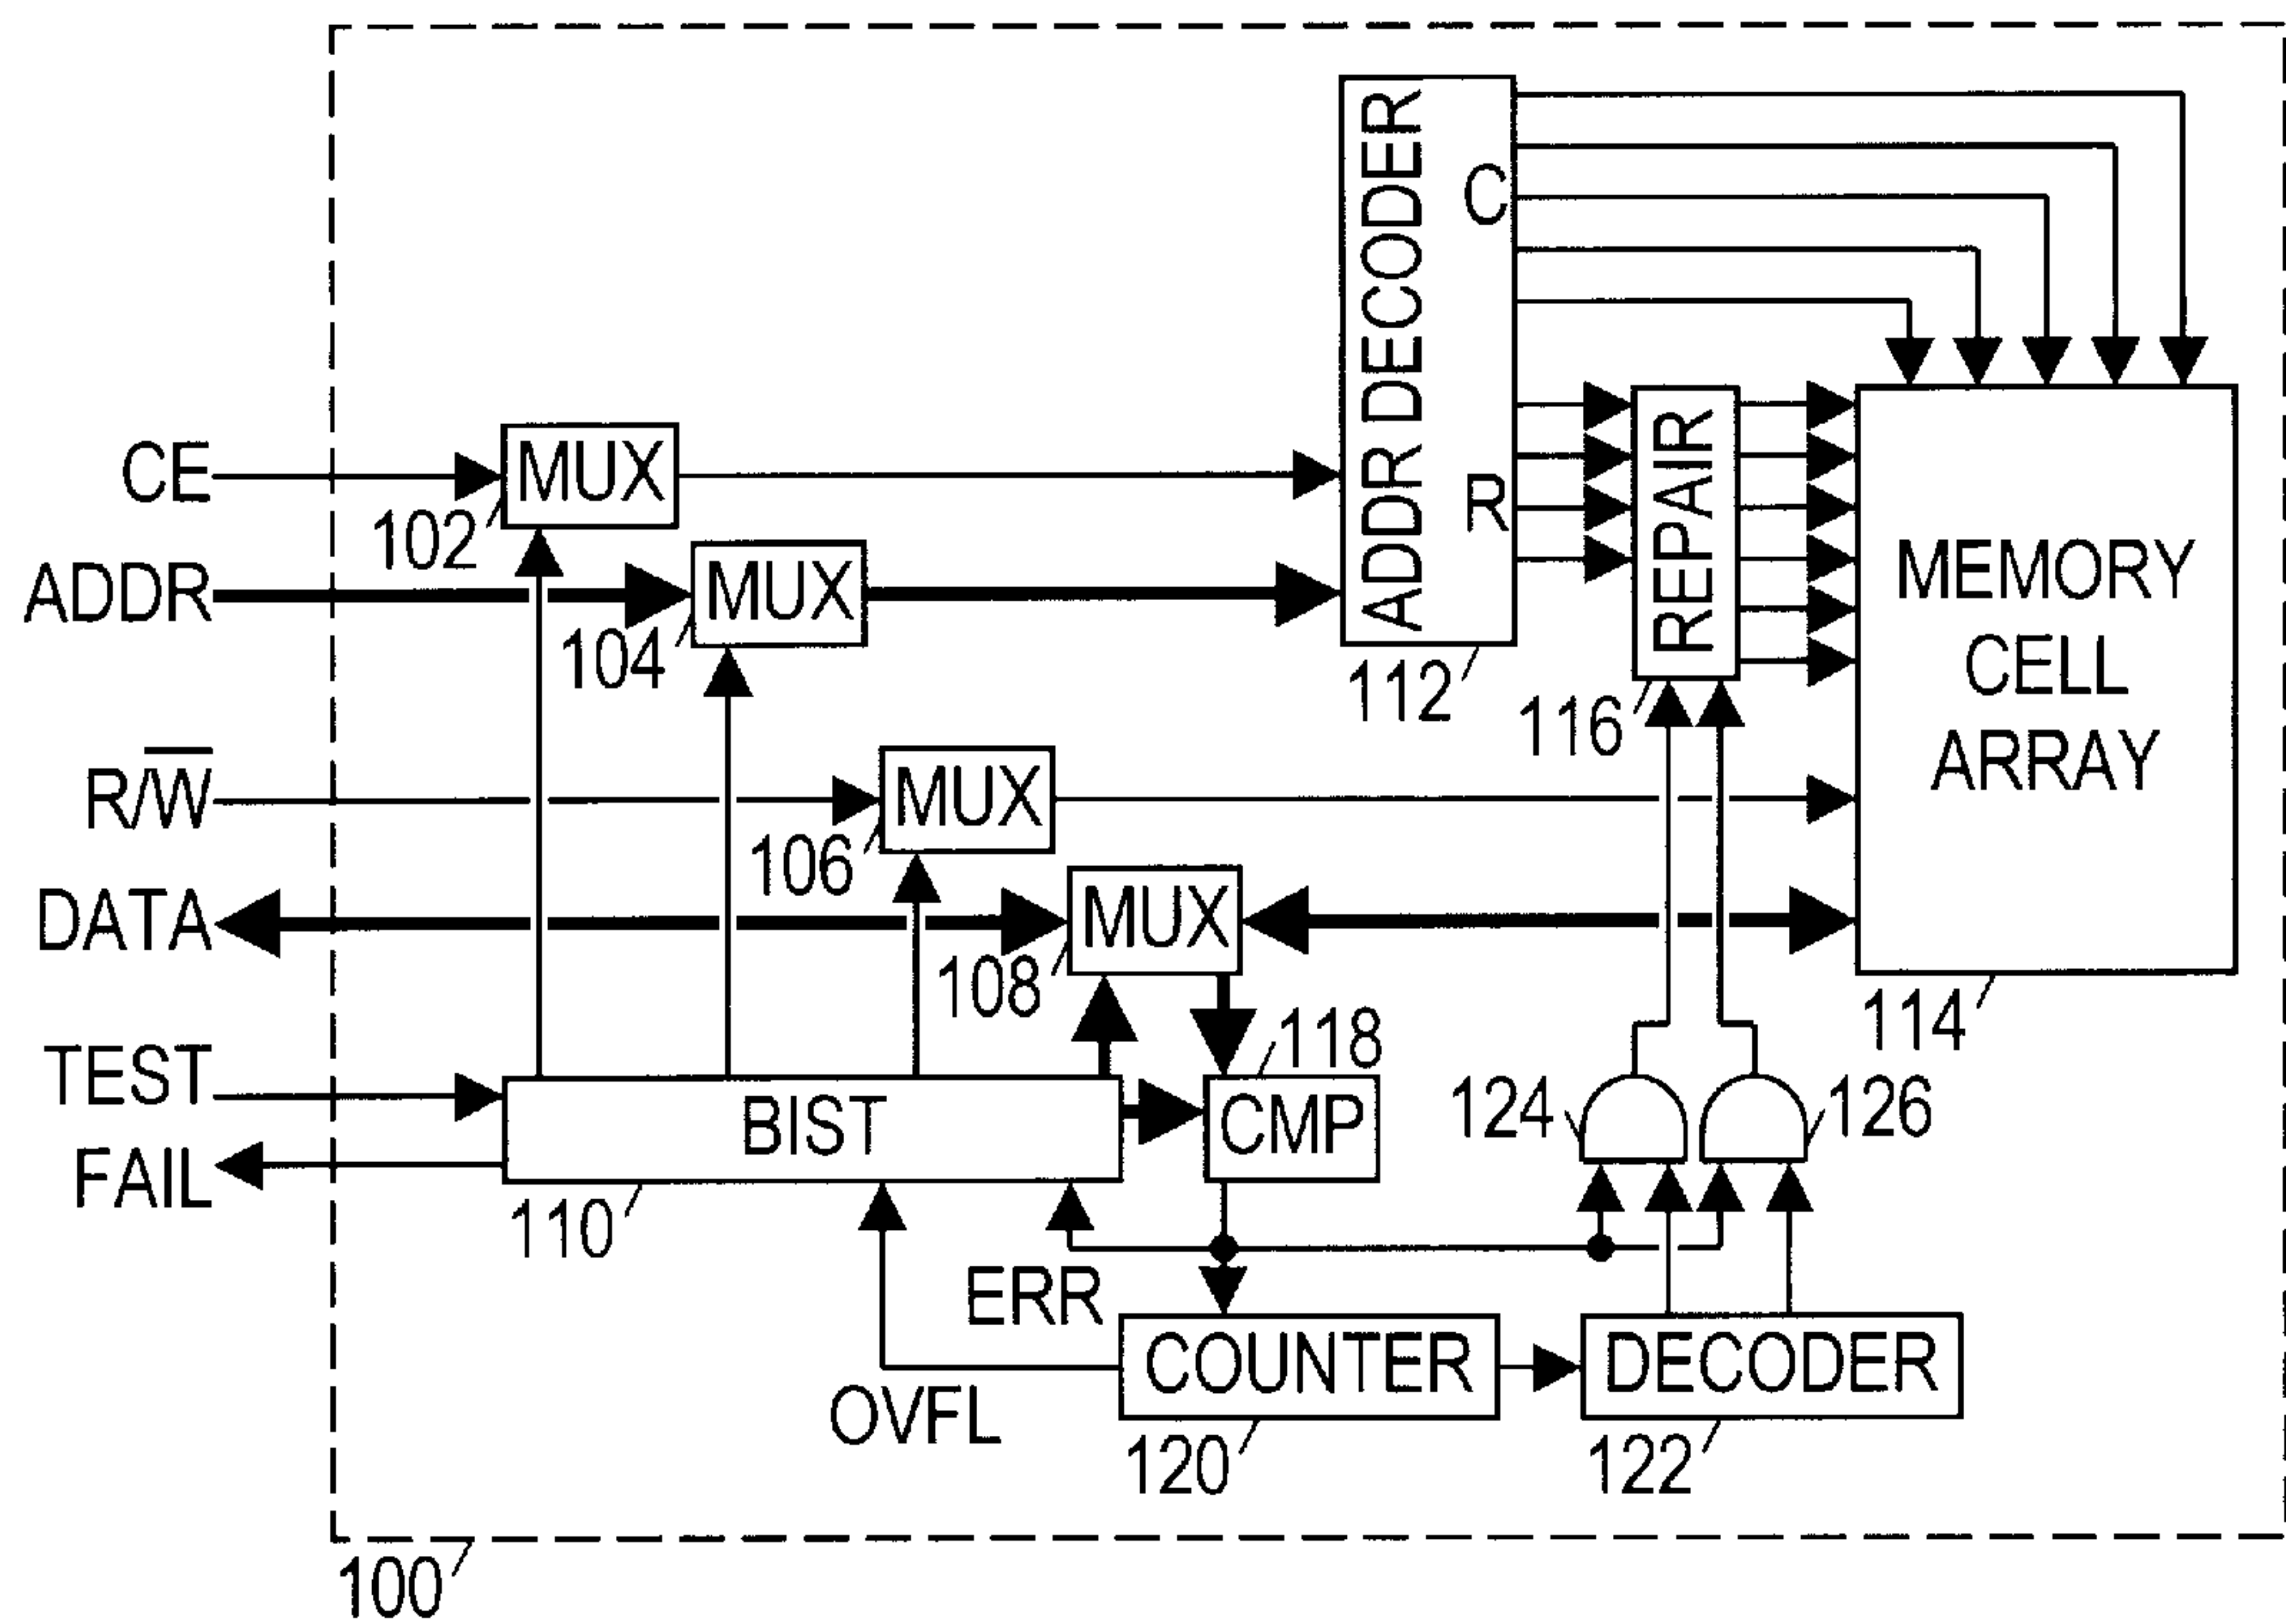 CE
ADDR
R/W̅
DATA
TEST
FAIL
MUX
102
MUX
104
MUX
106
MUX
108
BIST
110
ADDR DECODER
C
R
112
REPAIR
116
MEMORY
CELL
ARRAY
114
CMP
118
124
126
ERR
OVFL
COUNTER
120
DECODER
122
100